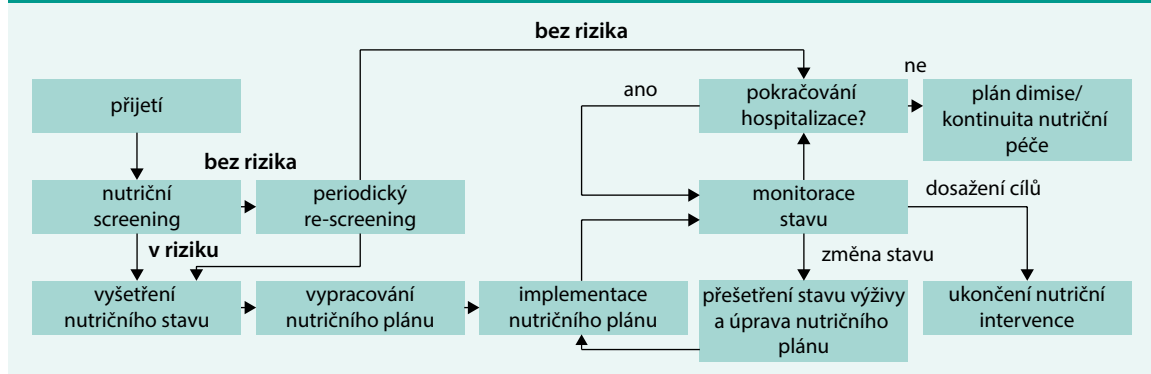 bez rizika
přijetí
ano
pokračování
hospitalizace?
ne
plán dimise/
kontinuita nutriční
péče
bez rizika
nutriční
screening
periodický
re-screening
monitorace
stavu
dosažení cílů
v riziku
změna stavu
vyšetření
nutričního stavu
vypracování
nutričního plánu
implementace
nutričního plánu
přešetření stavu výživy
a úprava nutričního
plánu
ukončení nutriční
intervence